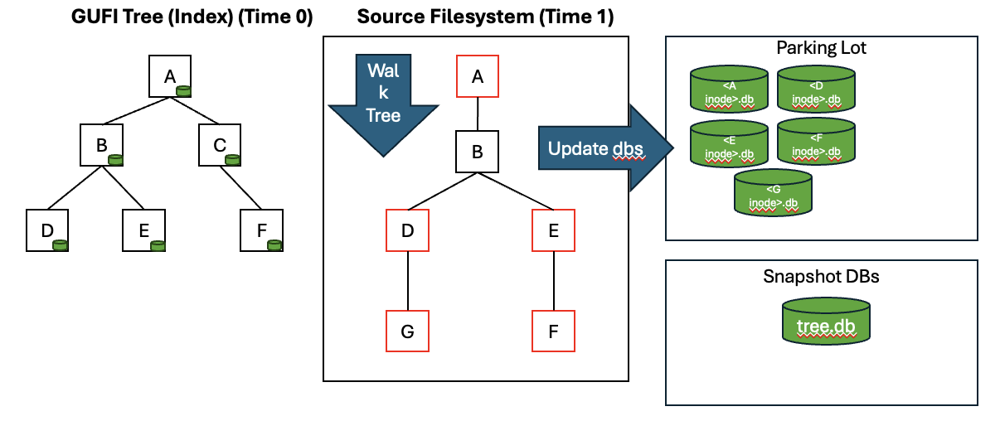 GUFI Tree (Index) (Time 0)
Source Filesystem (Time 1)
A
B
C
D
E
F
Wal
k
Tree
A
B
D
E
G
F
Update dbs
Parking Lot
<A
inode>.db
<D
inode>.db
<E
inode>.db
<F
inode>.db
<G
inode>.db
Snapshot DBs
tree.db